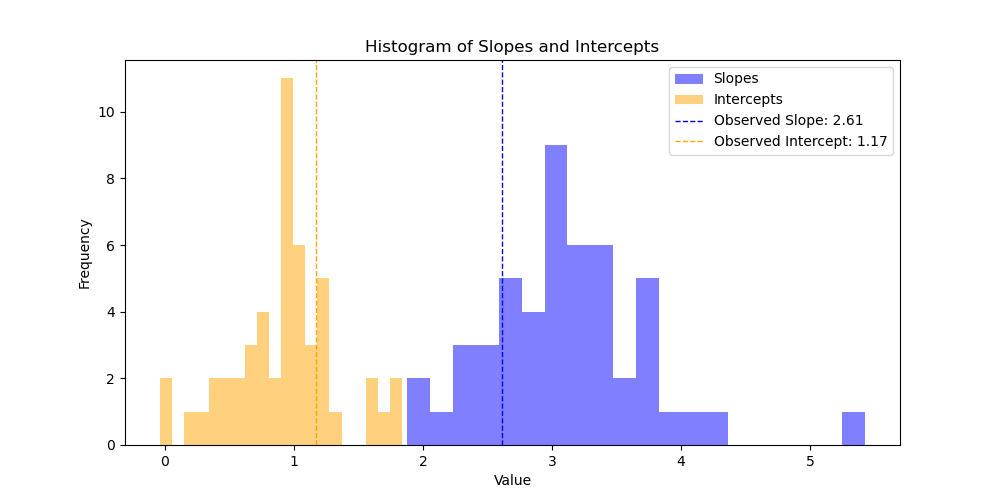 Histogram of Slopes and Intercepts
Slopes
Intercepts
Observed Slope: 2.61
Observed Intercept: 1.17
Frequency
10
8
6
4
2
0
0 1 2 3 4 5
Value